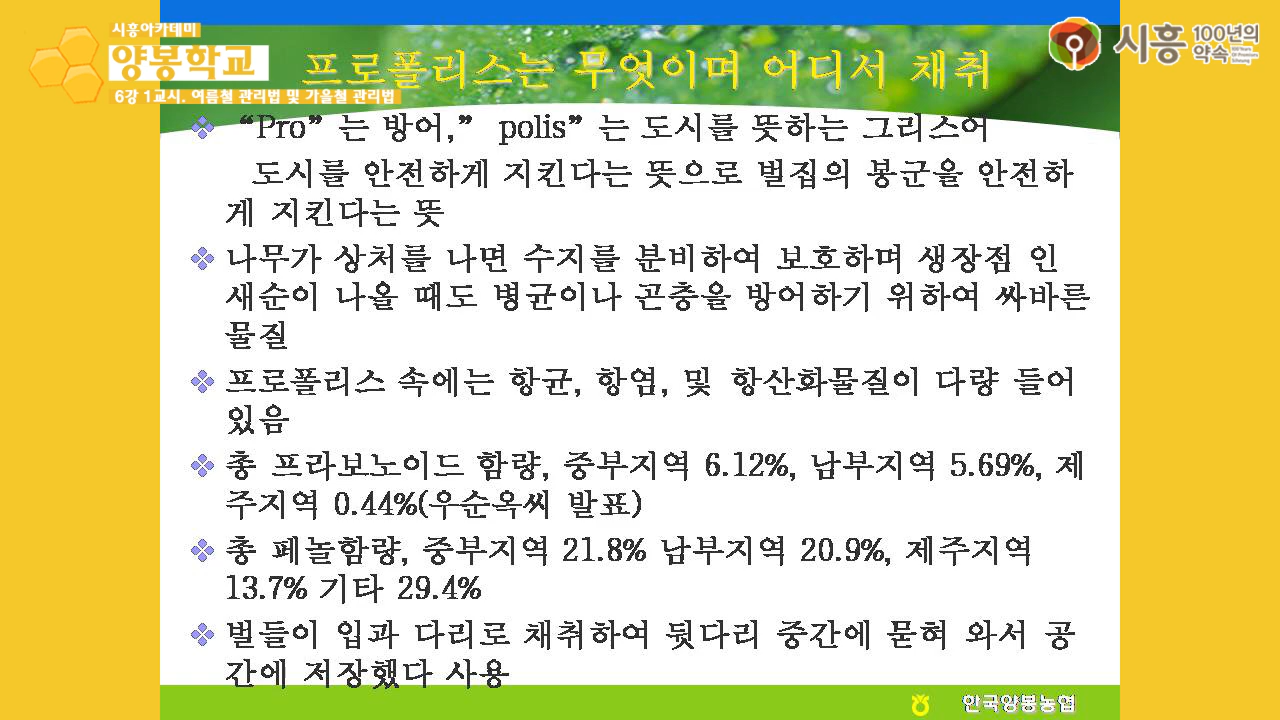 시흥아카데미
양봉학교
6강 1교시. 여름철 관리법 및 가을철 관리법
시흥 100년의 약속
프로폴리스는 무엇이며 어디서 채취
“Pro”는 방어,” polis”는 도시를 뜻하는 그리스어
도시를 안전하게 지킨다는 뜻으로 벌집의 봉군을 안전하
게 지킨다는 뜻
나무가 상처를 나면 수지를 분비하여 보호하며 생장점 인
새순이 나올 때도 병균이나 곤충을 방어하기 위하여 싸바른
물질
프로폴리스 속에는 항균, 항염, 및 항산화물질이 다량 들어
있음
총 프라보노이드 함량, 중부지역 6.12%, 남부지역 5.69%, 제
주지역 0.44%(우순옥씨 발표)
총 페놀함량, 중부지역 21.8% 남부지역 20.9%, 제주지역
13.7% 기타 29.4%
벌들이 입과 다리로 채취하여 뒷다리 중간에 묻혀 와서 공
간에 저장했다 사용
한국양봉농협